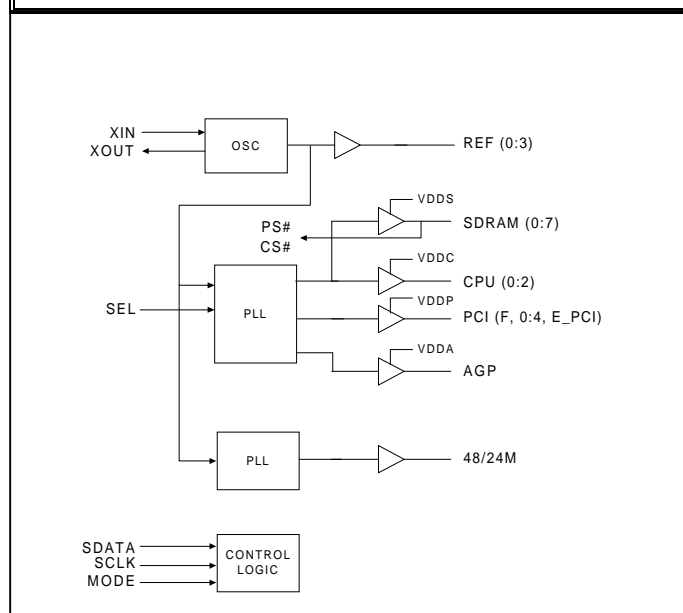 XIN
XOUT
OSC
REF (0:3)
VDDS
PS#
SDRAM (0:7)
CS#
VDDC
CPU (0:2)
VDDP
SEL
PLL
PCI (F, 0:4, E_PCI)
VDDA
AGP
PLL
48/24M
SDATA
SCLK
MODE
CONTROL
LOGIC